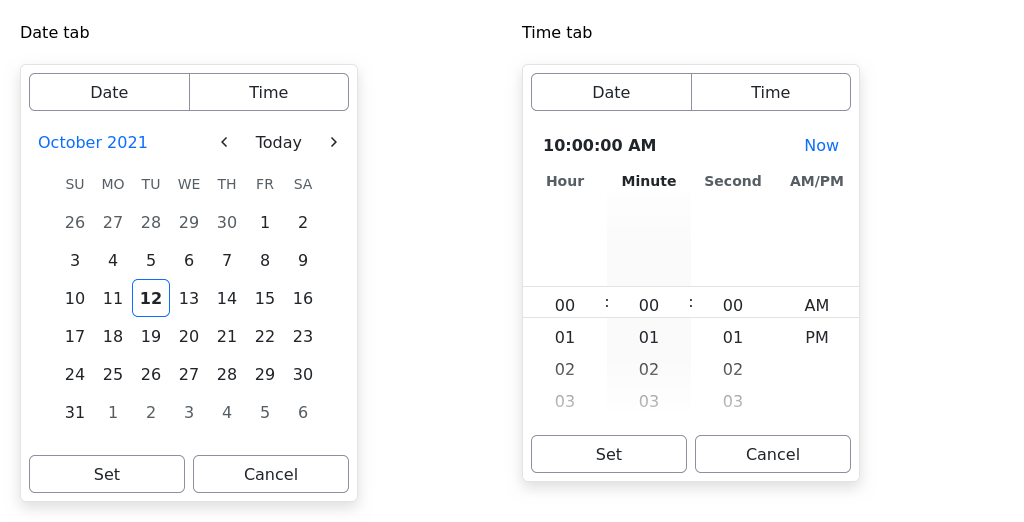 Date tab
Date Time
October 2021 Today
SU MO TU WE TH FR SA
26 27 28 29 30 1 2
3 4 5 6 7 8 9
10 11 12 13 14 15 16
17 18 19 20 21 22 23
24 25 26 27 28 29 30
31 1 2 3 4 5 6
Set Cancel
Time tab
Date Time
10:00:00 AM Now
Hour Minute Second AM/PM
00 : 00 : 00 AM
01 01 01 PM
02 02 02
03 03 03
Set Cancel